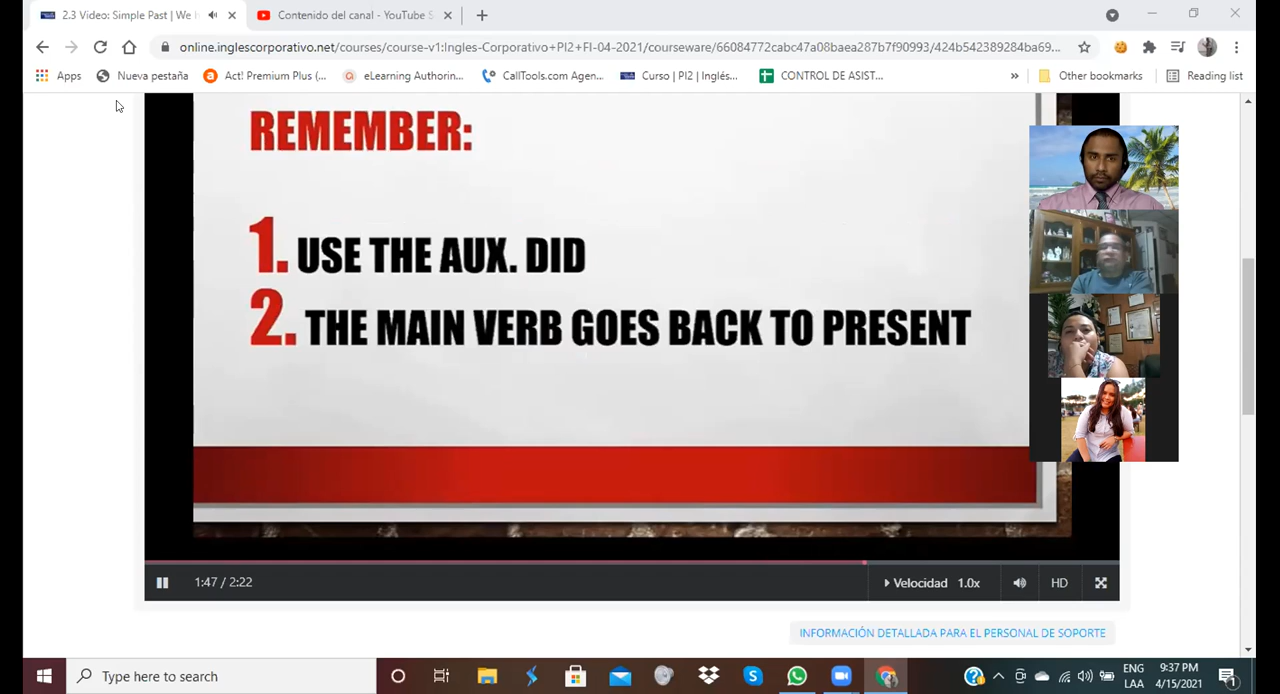 2.3 Video: Simple Past | We
Contenido del canal - YouTube S
online.inglescorporativo.net/courses/course-v1:Ingles-Corporativo+PI2+FI-04-2021/courseware/66084772cabc47a08baea287b7f90993/424b542389284ba69...
Apps
Nueva pestaña
Act! Premium Plus (...
eLearning Authorin...
CallTools.com Agen...
Curso | PI2 | Inglés...
CONTROL DE ASIST...
»
Other bookmarks
Reading list
REMEMBER:
1. USE THE AUX. DID
2. THE MAIN VERB GOES BACK TO PRESENT
1:47 / 2:22
Velocidad 1.0x
HD
INFORMACIÓN DETALLADA PARA EL PERSONAL DE SOPORTE
Type here to search
ENG
LAA
9:37 PM
4/15/2021